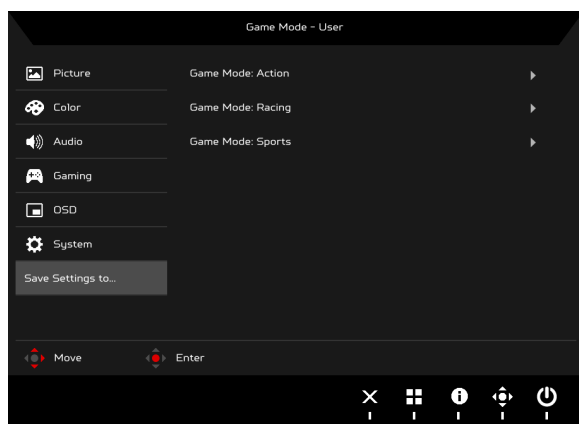 Game Mode - User
Picture
Game Mode: Action
Color
Game Mode: Racing
Audio
Game Mode: Sports
Gaming
OSD
System
Save Settings to...
Move
Enter